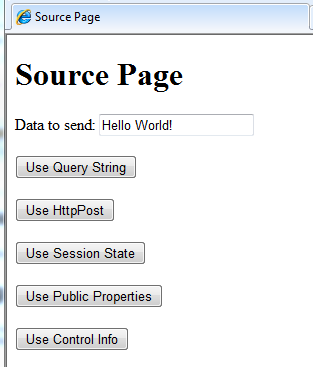 Source Page
Source Page
Data to send: Hello World!
Use Query String
Use HttpPost
Use Session State
Use Public Properties
Use Control Info